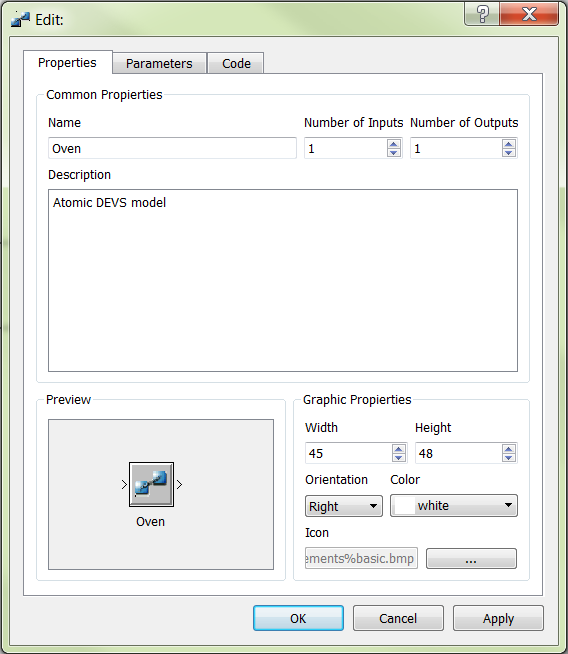 Edit:
?
Properties
Parameters
Code
Common Propierties
Name
Number of Inputs
Number of Outputs
Oven
1
1
Description
Atomic DEVS model
Preview
Oven
Graphic Propierties
Width
Height
45
48
Orientation
Color
Right
white
Icon
ements%basic.bmp
...
OK
Cancel
Apply